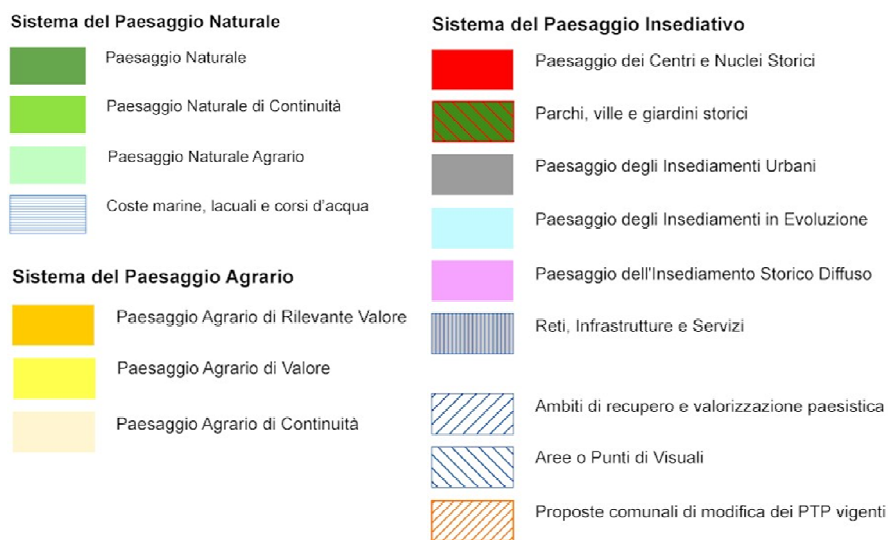 Sistema del Paesaggio Naturale
Paesaggio Naturale
Paesaggio Naturale di Continuità
Paesaggio Naturale Agrario
Coste marine, lacuali e corsi d'acqua
Sistema del Paesaggio Agrario
Paesaggio Agrario di Rilevante Valore
Paesaggio Agrario di Valore
Paesaggio Agrario di Continuità
Sistema del Paesaggio Insediativo
Paesaggio dei Centri e Nuclei Storici
Parchi, ville e giardini storici
Paesaggio degli Insediamenti Urbani
Paesaggio degli Insediamenti in Evoluzione
Paesaggio dell'Insediamento Storico Diffuso
Reti, Infrastrutture e Servizi
Ambiti di recupero e valorizzazione paesistica
Aree o Punti di Visuali
Proposte comunali di modifica dei PTP vigenti